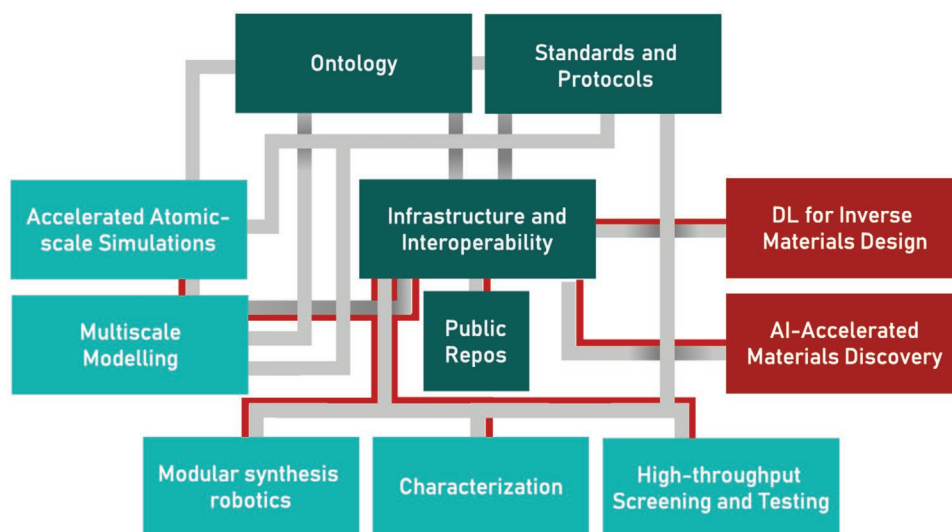 Ontology
Standards and
Protocols
Accelerated Atomic-
scale Simulations
Infrastructure and
Interoperability
DL for Inverse
Materials Design
Multiscale
Modelling
Public
Repos
AI-Accelerated
Materials Discovery
Modular synthesis
robotics
Characterization
High-throughput
Screening and Testing